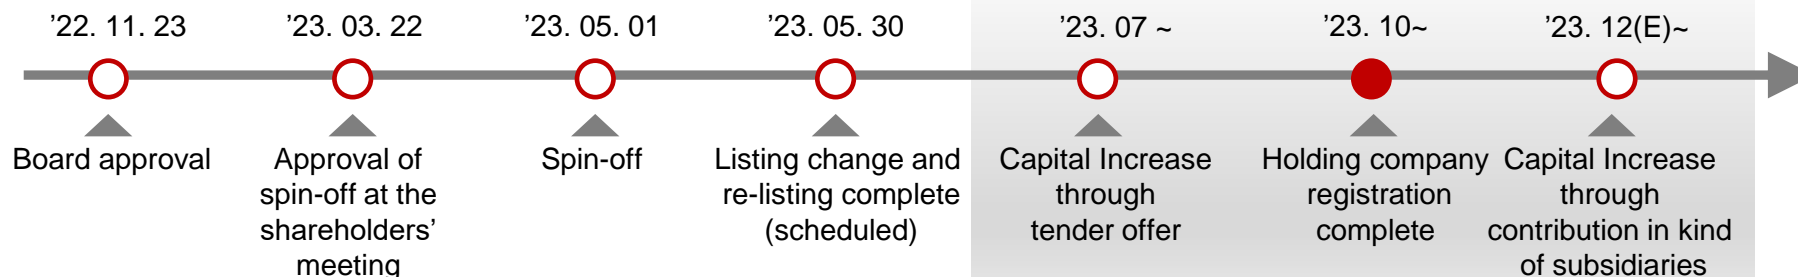 ’22. 11. 23
Board approval
’23. 03. 22
Approval of
spin-off at the
shareholders’
meeting
’23. 05. 01
Spin-off
’23. 05. 30
Listing change and
re-listing complete
(scheduled)
’23. 07 ~
Capital Increase
through
tender offer
’23. 10~
Holding company
registration
complete
’23. 12(E)~
Capital Increase
through
contribution in kind
of subsidiaries